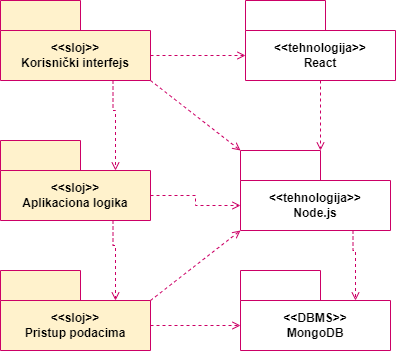 <<sloj>>
Korisnički interfejs
<<tehnologija>>
React
<<sloj>>
Aplikaciona logika
<<tehnologija>>
Node.js
<<sloj>>
Pristup podacima
<<DBMS>>
MongoDB